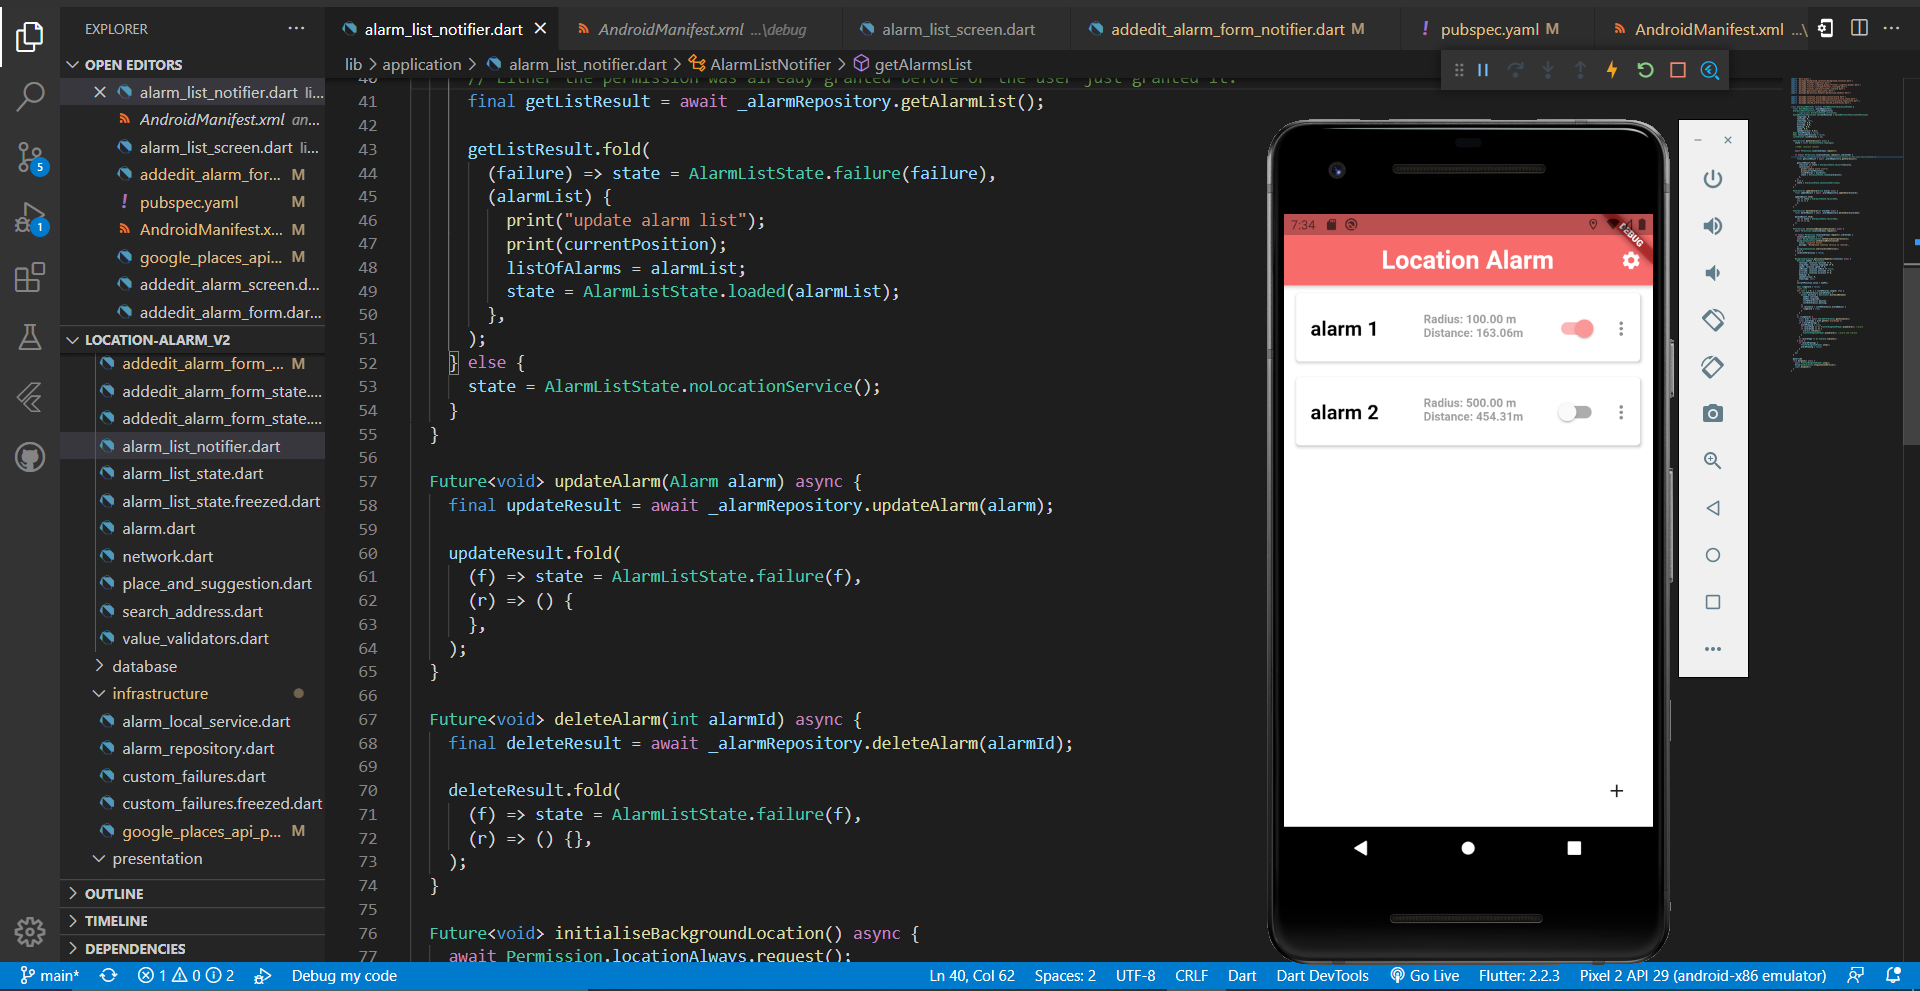 EXPLORER
OPEN EDITORS
alarm_list_notifier.dart li...
AndroidManifest.xml an...
alarm_list_screen.dart li...
addedit_alarm_for... M
! pubspec.yaml M
AndroidManifest.x... M
google_places_api... M
addedit_alarm_screen.d...
addedit_alarm_form.dar...
LOCATION-ALARM_V2
addedit_alarm_form_... M
addedit_alarm_form_state....
addedit_alarm_form_state....
alarm_list_notifier.dart
alarm_list_state.dart
alarm_list_state.freezed.dart
alarm.dart
network.dart
place_and_suggestion.dart
search_address.dart
value_validators.dart
database
infrastructure
alarm_local_service.dart
alarm_repository.dart
custom_failures.dart
custom_failures.freezed.dart
google_places_api_p... M
presentation
OUTLINE
TIMELINE
DEPENDENCIES
5
1
alarm_list_notifier.dart
AndroidManifest.xml ...\debug
alarm_list_screen.dart
addedit_alarm_form_notifier.dart M
! pubspec.yaml M
AndroidManifest.xml ...\
lib > application > alarm_list_notifier.dart > AlarmListNotifier > getAlarmsList
40 // Either the permission was already granted before or the user just granted it.
41 final getListResult = await _alarmRepository.getAlarmList();
42
43 getListResult.fold(
44 (failure) => state = AlarmListState.failure(failure),
45 (alarmList) {
46 print("update alarm list");
47 print(currentPosition);
48 listOfAlarms = alarmList;
49 state = AlarmListState.loaded(alarmList);
50 },
51 );
52 } else {
53 state = AlarmListState.noLocationService();
54 }
55 }
56
57 Future<void> updateAlarm(Alarm alarm) async {
58 final updateResult = await _alarmRepository.updateAlarm(alarm);
59
60 updateResult.fold(
61 (f) => state = AlarmListState.failure(f),
62 (r) => () {
63 },
64 );
65 }
66
67 Future<void> deleteAlarm(int alarmId) async {
68 final deleteResult = await _alarmRepository.deleteAlarm(alarmId);
69
70 deleteResult.fold(
71 (f) => state = AlarmListState.failure(f),
72 (r) => () {},
73 );
74 }
75
76 Future<void> initialiseBackgroundLocation() async {
77 await Permission.locationAlways.request();
7:34
DEBUG
Location Alarm
alarm 1
Radius: 100.00 m
Distance: 163.06m
alarm 2
Radius: 500.00 m
Distance: 454.31m
+
main* 1 0 2 Debug my code
Ln 40, Col 62 Spaces: 2 UTF-8 CRLF Dart Dart DevTools Go Live Flutter: 2.2.3 Pixel 2 API 29 (android-x86 emulator)